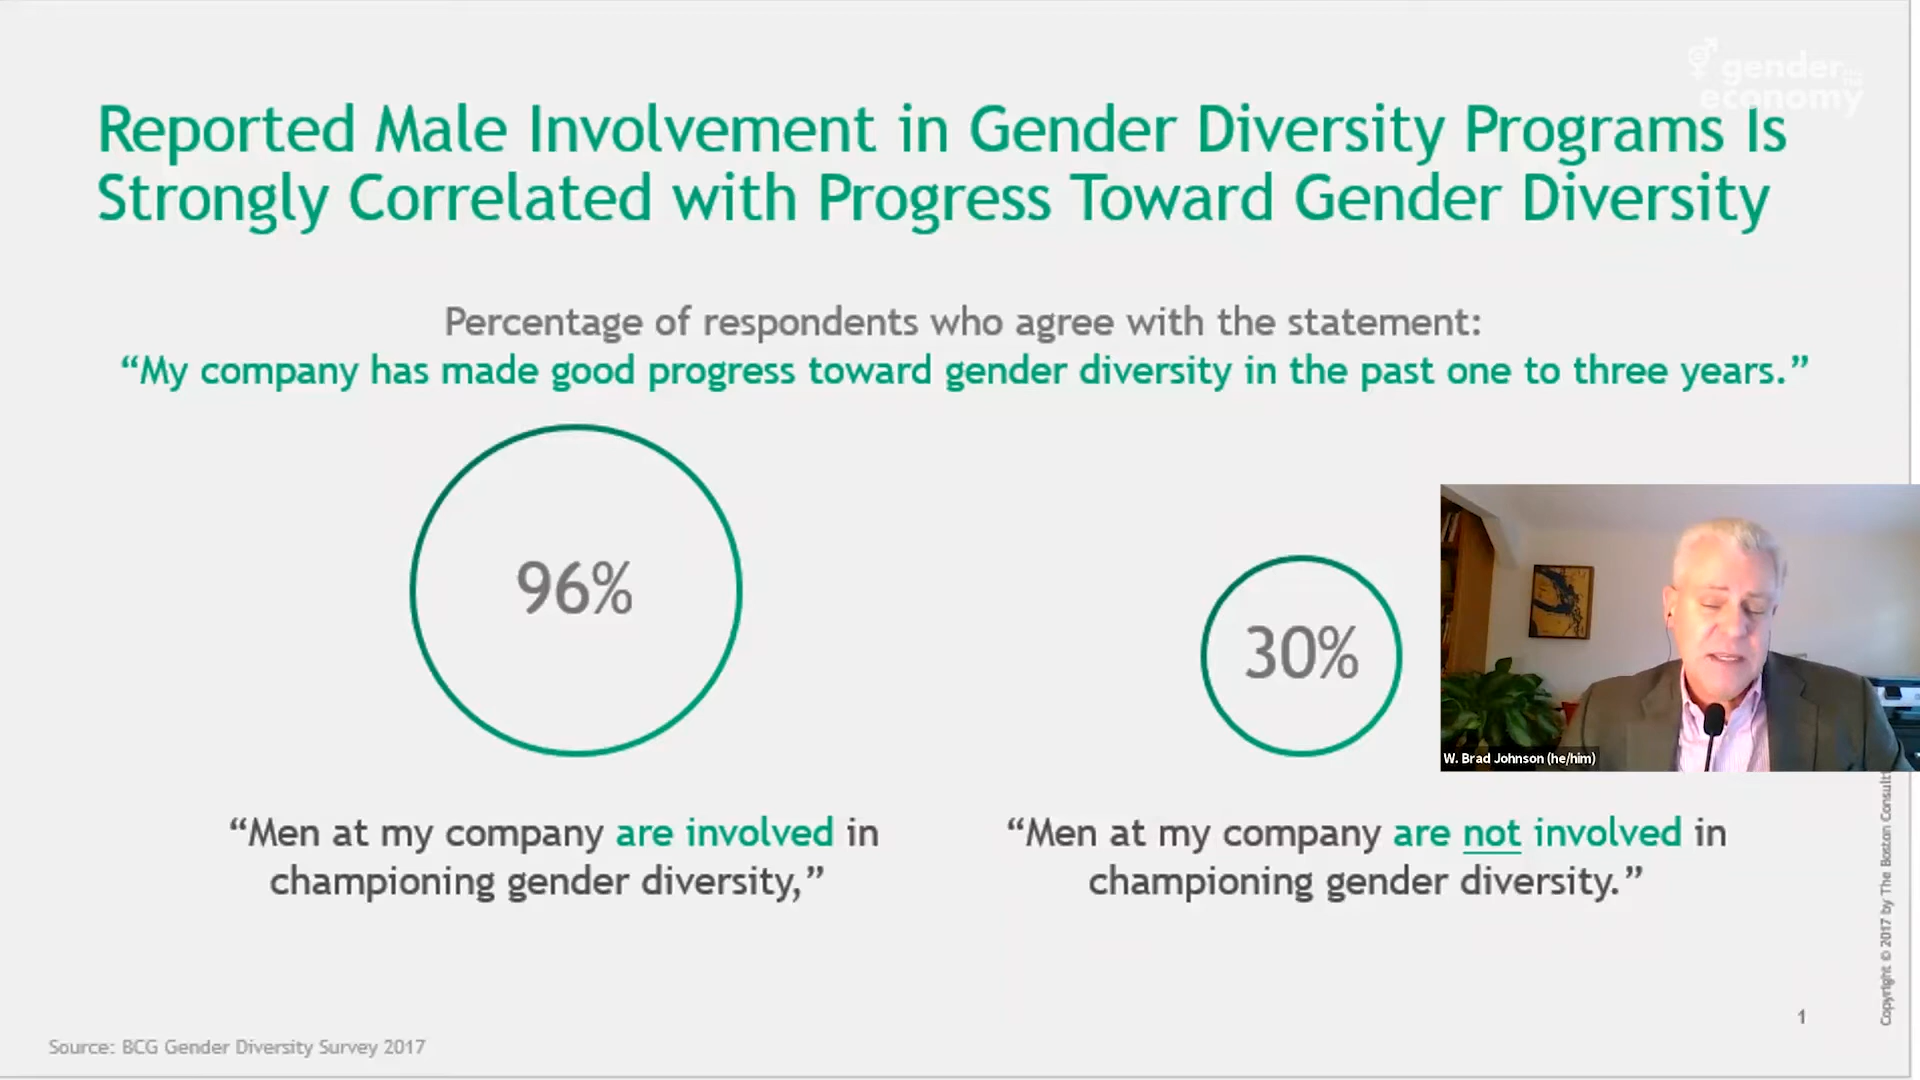 gender
economy
Reported Male Involvement in Gender Diversity Programs Is
Strongly Correlated with Progress Toward Gender Diversity
Percentage of respondents who agree with the statement:
“My company has made good progress toward gender diversity in the past one to three years.”
96%
30%
W. Brad Johnson (he/him)
“Men at my company are involved in
championing gender diversity,”
“Men at my company are not involved in
championing gender diversity.”
Copyright © 2017 by The Boston
1
Source: BCG Gender Diversity Survey 2017